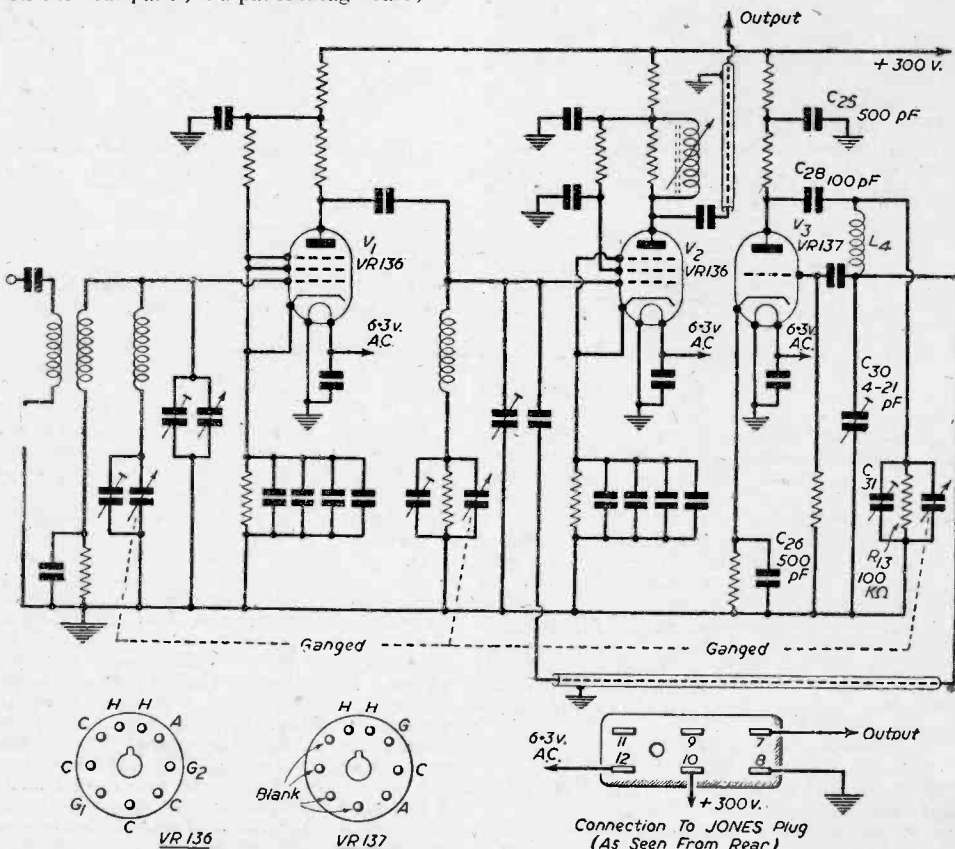 Output
+ 300 v.
C25
500 pF
C28
100 pF
V1
VR136
V2
VR136
V3
VR137
L4
6·3 v.
A.C.
6·3 v.
A.C.
6·3 v.
A.C.
C30
4-21
pF
C31
R13
100
KΩ
C26
500
pF
Ganged
Ganged
H H
C A
C G2
G1 C
C
VR 136
H H
G
C
A
Blank
VR 137
6·3 v.
A.C.
11 9 7
12 10 8
Output
+ 300 v.
Connection To JONES Plug
(As Seen From Rear)